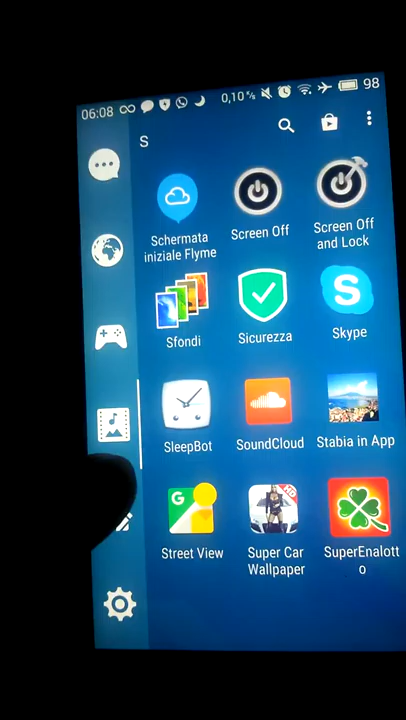 06:08 0,10 ᴷ/s 98
S
Schermata
iniziale Flyme
Screen Off
Screen Off
and Lock
Sfondi
Sicurezza
S
Skype
SleepBot
SoundCloud
Stabia in App
G
Street View
HD
Super Car
Wallpaper
SuperEnalott
o